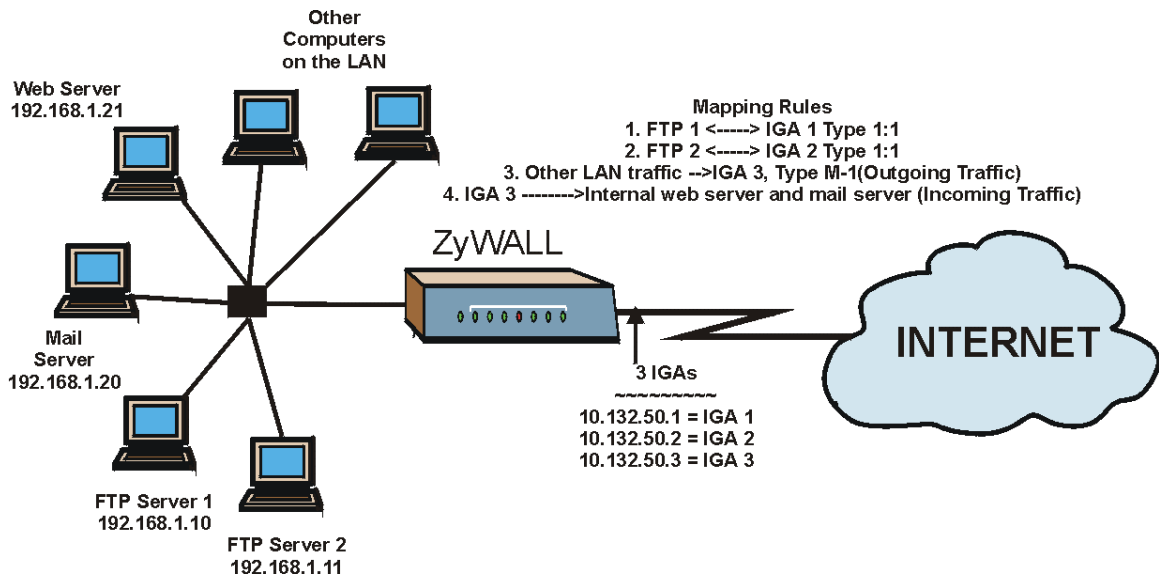 Other
Computers
on the LAN
Web Server
192.168.1.21
Mapping Rules
1. FTP 1 <-----> IGA 1 Type 1:1
2. FTP 2 <-----> IGA 2 Type 1:1
3. Other LAN traffic -->IGA 3, Type M-1(Outgoing Traffic)
4. IGA 3 -------->Internal web server and mail server (Incoming Traffic)
ZyWALL
INTERNET
Mail
Server
192.168.1.20
3 IGAs
~~~~~~~~~
10.132.50.1 = IGA 1
10.132.50.2 = IGA 2
10.132.50.3 = IGA 3
FTP Server 1
192.168.1.10
FTP Server 2
192.168.1.11